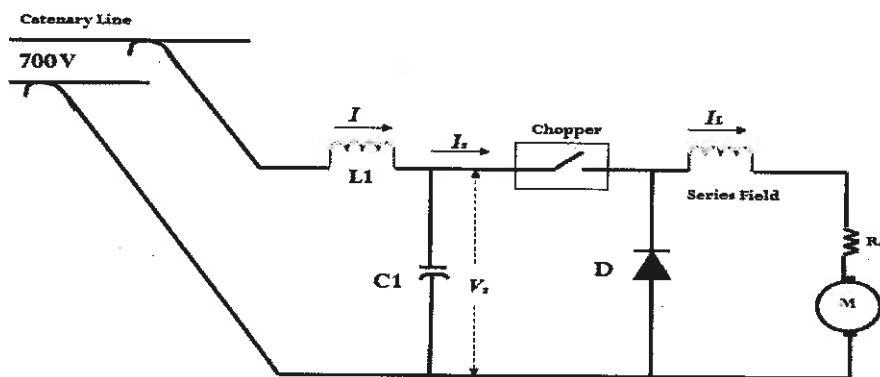 Catenary Line
700 V
I
L1
Is
Chopper
IL
Series Field
C1
Vs
D
M